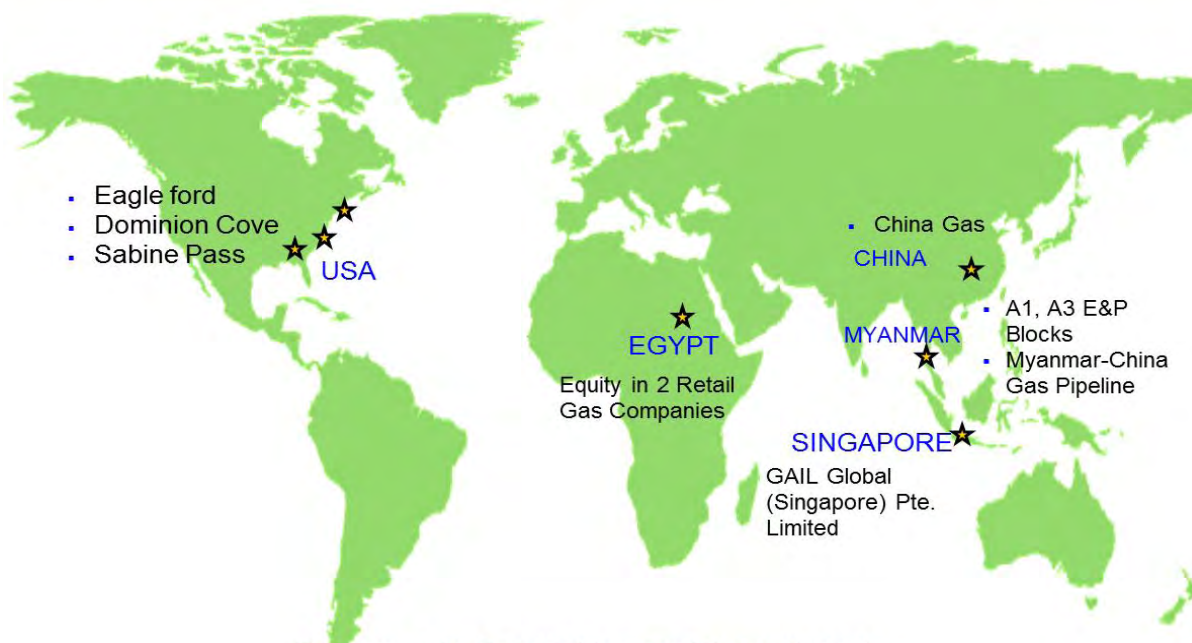 ▪ Eagle ford
▪ Dominion Cove
▪ Sabine Pass
USA
▪ China Gas
CHINA
▪ A1, A3 E&P
Blocks
▪ Myanmar-China
Gas Pipeline
MYANMAR
EGYPT
Equity in 2 Retail
Gas Companies
SINGAPORE
GAIL Global
(Singapore) Pte.
Limited